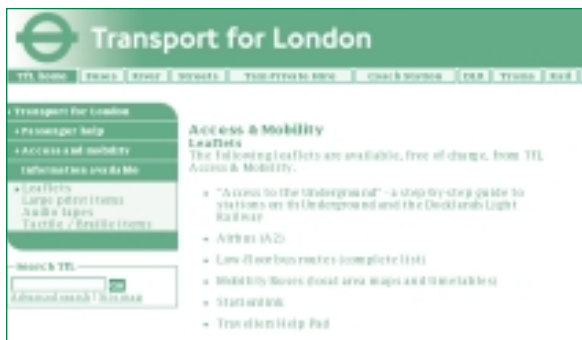 Transport for London
TfL home Buses River Streets Taxi-Private Hire Coach Station DLR Trams Rail
Transport for London
Passenger help
Access and mobility
Information available
Leaflets
Large print items
Audio tapes
Tactile / Braille items
Search TfL
Advanced search | Site map
Access & Mobility
Leaflets
The following leaflets are available, free of charge, from TfL
Access & Mobility.
"Access to the Underground" - a step by step guide to
stations on its Underground and the Docklands Light
Railway
Airbus (A2)
Low-floor bus routes (complete list)
Mobility Buses (local area maps and timetables)
Stationlink
Travellers Help Pad